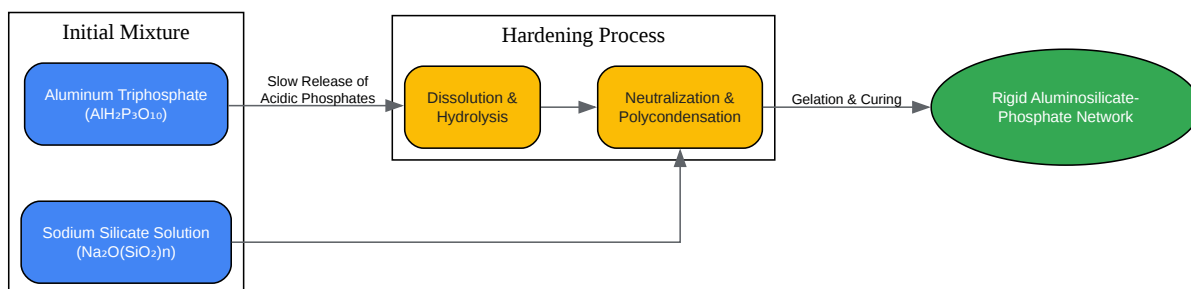 Initial Mixture
Aluminum Triphosphate
(AlH₂P₃O₁₀)
Sodium Silicate Solution
(Na₂O(SiO₂)n)
Slow Release of
Acidic Phosphates
Hardening Process
Dissolution &
Hydrolysis
Neutralization &
Polycondensation
Gelation & Curing
Rigid Aluminosilicate-
Phosphate Network